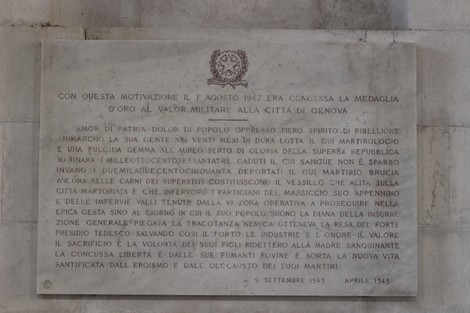 CON QUESTA MOTIVAZIONE IL 1° AGOSTO 1947 ERA CONCESSA LA MEDAGLIA
D'ORO AL VALOR MILITARE ALLA CITTÀ DI GENOVA
AMOR DI PATRIA· DOLOR DI POPOLO OPPRESSO FIERO SPIRITO DI RIBELLIONE
ANIMARONO LA SUA GENTE NEI VENTI MESI DI DURA LOTTA IL CUI MARTIROLOGIO
È UNA FULGIDA GEMMA ALL'AUREO SERTO DI GLORIA DELLA SUPERBA REPUBBLICA
MARINARA· I MILLEOTTOCENTOSESSANTATRE CADUTI IL CUI SANGUE NON È SPARSO
INVANO I DUEMILADUECENTOCINQUANTA DEPORTATI IL CUI MARTIRIO BRUCIA
ANCORA NELLE CARNI DEI SUPERSTITI COSTITUISCONO IL VESSILLO CHE ALITA SULLA
CITTÀ MARTORIATA E CHE INFERVORÒ I PARTIGIANI DEL MASSICCIO SUO APPENNINO
E DELLE IMPERVIE VALLI TENUTE DALLA VI ZONA OPERATIVA A PROSEGUIRE NELLA
EPICA GESTA SINO AL GIORNO IN CUI IL SUO POPOLO SUONÒ LA DIANA DELLA INSURRE
ZIONE GENERALE· PIEGATA LA TRACOTANZA NEMICA OTTENEVA LA RESA DEL FORTE
PRESIDIO TEDESCO· SALVANDO COSÌ IL PORTO LE INDUSTRIE E L'ONORE· IL VALORE
IL SACRIFICIO E LA VOLONTÀ DEI SUOI FIGLI RIDETTERO ALLA MADRE SANGUINANTE
LA CONCUSSA LIBERTÀ E DALLE SUE FUMANTI ROVINE È SORTA LA NUOVA VITA
SANTIFICATA DALL'EROISMO E DALL'OLOCAUSTO DEI SUOI MARTIRI
9 SETTEMBRE 1943 APRILE 1945